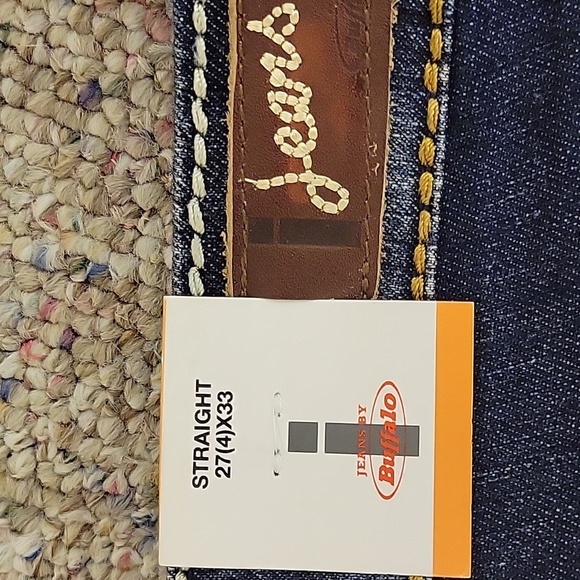 jeans
STRAIGHT
27(4)X33
JEANS BY
Buffalo